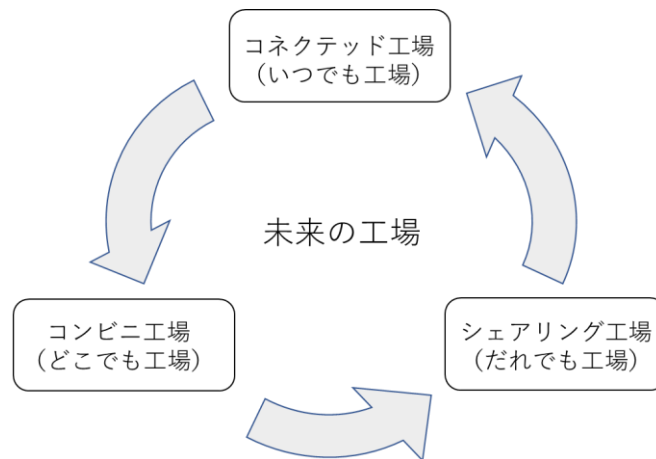 コネクテッド工場
(いつでも工場)
未来の工場
コンビニ工場
(どこでも工場)
シェアリング工場
(だれでも工場)